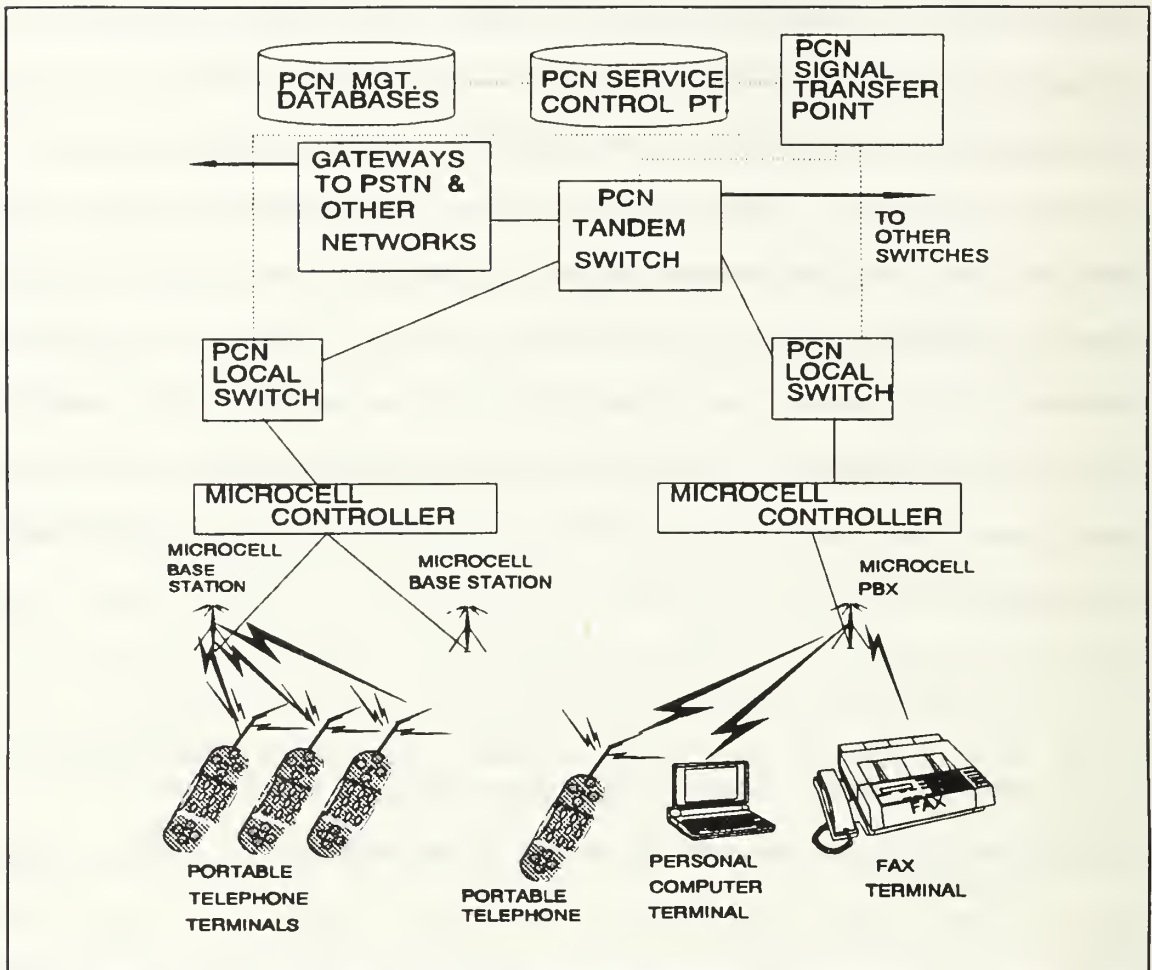 PCN MGT.
DATABASES
PCN SERVICE
CONTROL PT.
PCN
SIGNAL
TRANSFER
POINT
GATEWAYS
TO PSTN &
OTHER
NETWORKS
PCN
TANDEM
SWITCH
TO
OTHER
SWITCHES
PCN
LOCAL
SWITCH
PCN
LOCAL
SWITCH
MICROCELL
CONTROLLER
MICROCELL
CONTROLLER
MICROCELL
BASE
STATION
MICROCELL
BASE STATION
MICROCELL
PBX
FAX
PORTABLE
TELEPHONE
TERMINALS
PORTABLE
TELEPHONE
PERSONAL
COMPUTER
TERMINAL
FAX
TERMINAL